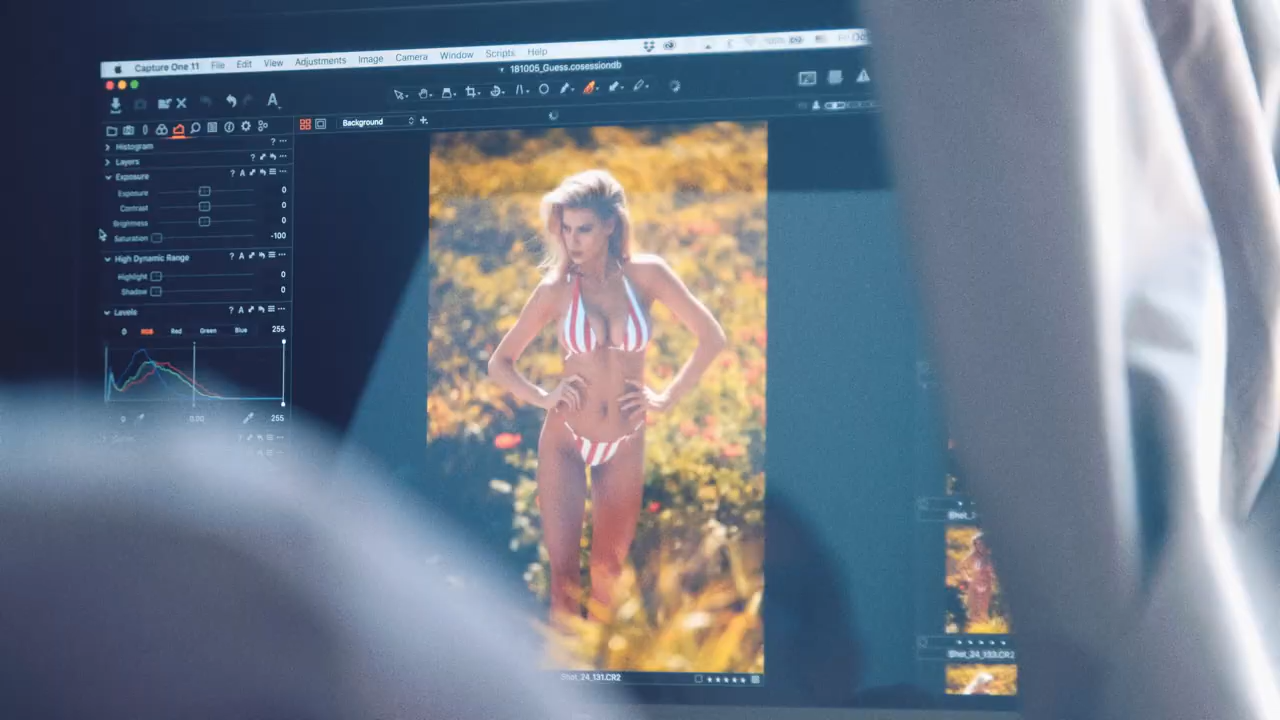 Capture One 11 File Edit View Adjustments Image Camera Window Scripts Help
181005_Guess.cosessiondb
A
Background
Histogram ?
Layers ?
Exposure ? A
Exposure 0
Contrast 0
Brightness 0
Saturation -100
High Dynamic Range ? A
Highlight 0
Shadow 0
Levels ? A
0 RGB Red Green Blue 255
0 0.00 255
Shot_24_131.CR2
Shot_
Shot_24_133.CR2